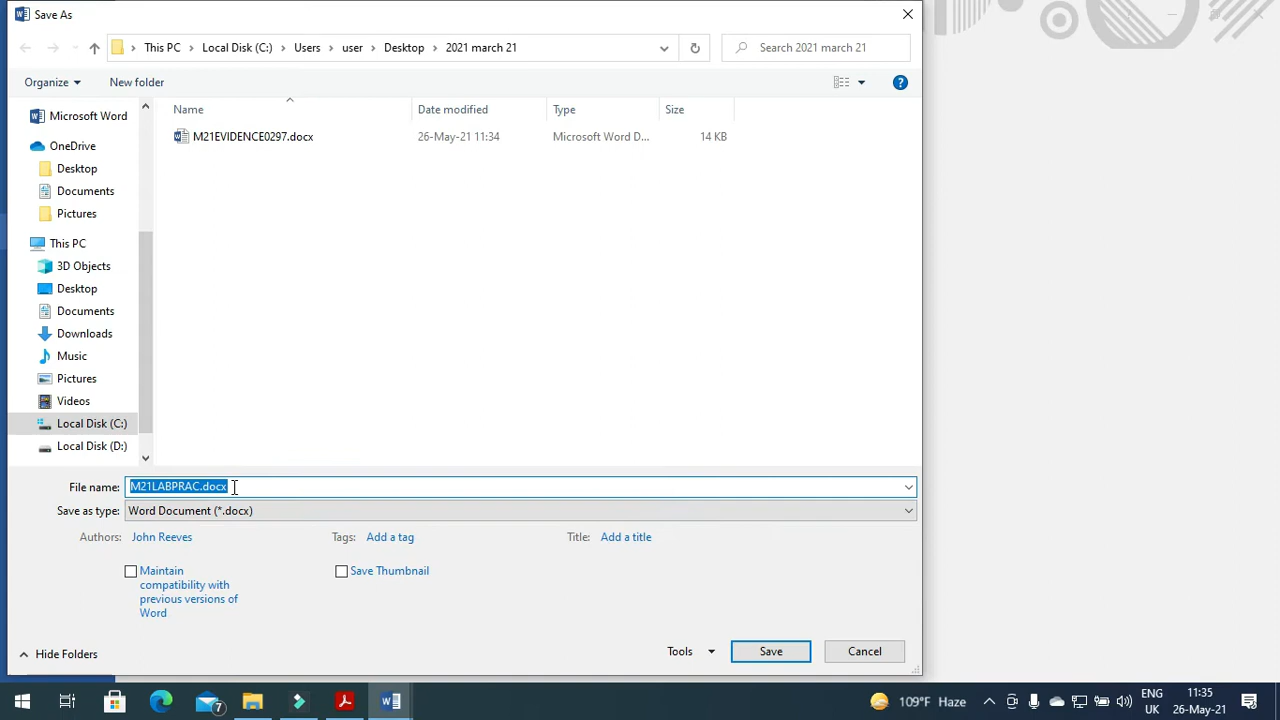 Save As
This PC > Local Disk (C:) > Users > user > Desktop > 2021 march 21
Search 2021 march 21
Organize
New folder
Name Date modified Type Size
M21EVIDENCE0297.docx 26-May-21 11:34 Microsoft Word D... 14 KB
Microsoft Word
OneDrive
Desktop
Documents
Pictures
This PC
3D Objects
Desktop
Documents
Downloads
Music
Pictures
Videos
Local Disk (C:)
Local Disk (D:)
File name: M21LABPRAC.docx
Save as type: Word Document (*.docx)
Authors: John Reeves Tags: Add a tag Title: Add a title
Maintain
compatibility with
previous versions of
Word
Save Thumbnail
Hide Folders
Tools
Save
Cancel
7
109°F Haze
ENG
UK
11:35
26-May-21